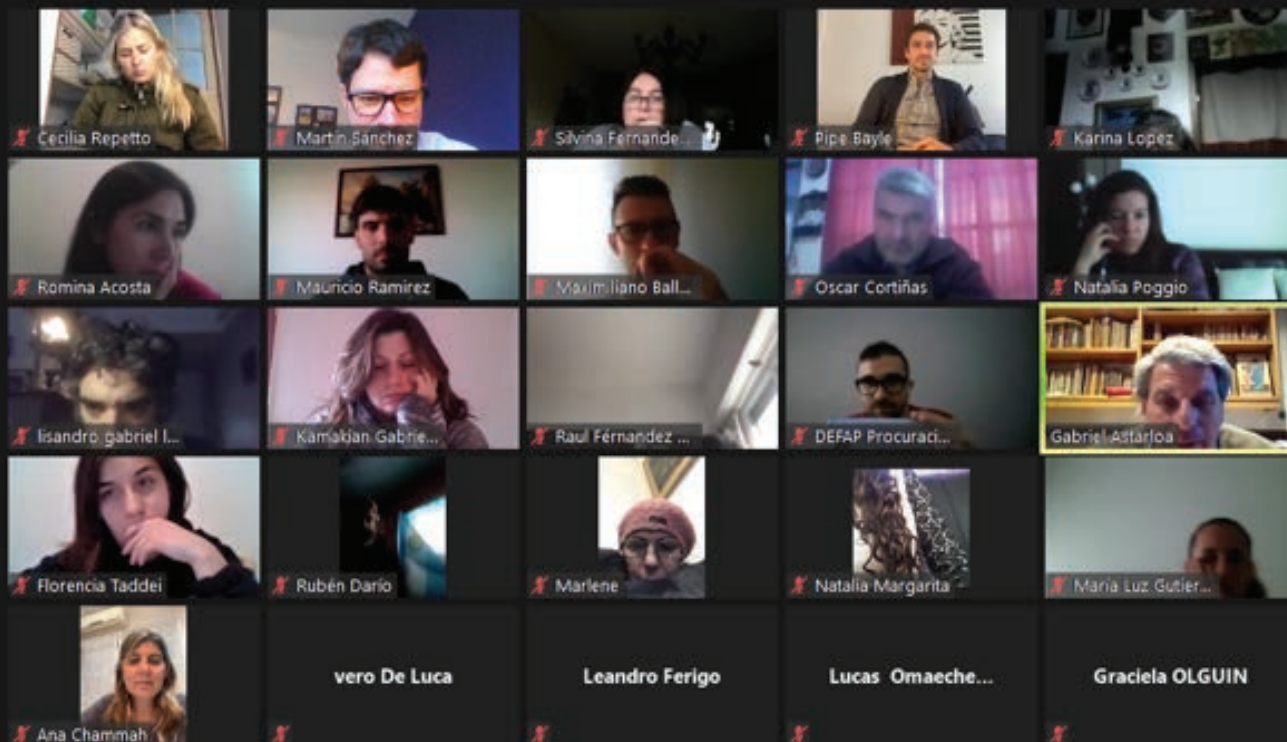 Cecilia Repetto
Martin Sanchez
Silvina Fernande...
Pipe Bayle
Karina Lopez
Romina Acosta
Mauricio Ramirez
Maximiliano Ball...
Oscar Cortiñas
Natalia Poggio
lisandro gabriel l...
Kamakian Gabrie...
Raul Férnandez ...
DEFAP Procuraci...
Gabriel Astarloa
Florencia Taddei
Rubén Darío
Marlene
Natalia Margarita
María Luz Gutier...
Ana Chammah
vero De Luca
Leandro Ferigo
Lucas Omaeche...
Graciela OLGUIN